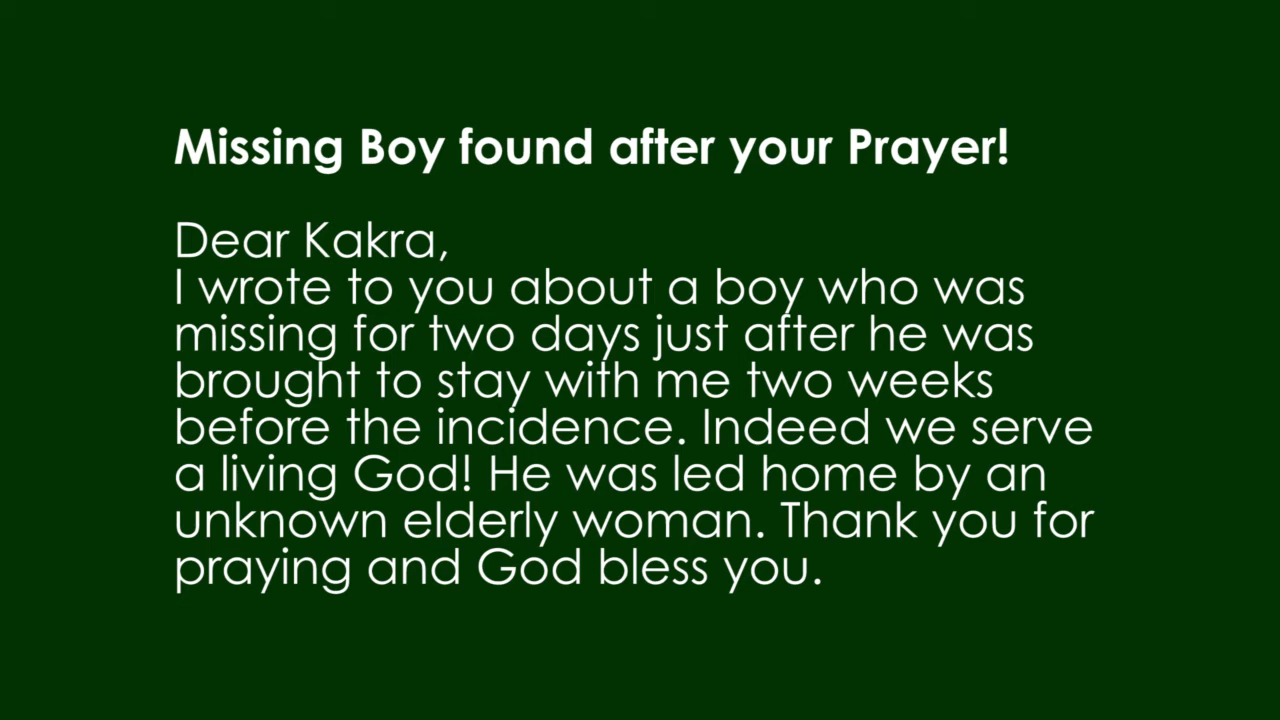 Missing Boy found after your Prayer!
Dear Kakra,
I wrote to you about a boy who was
missing for two days just after he was
brought to stay with me two weeks
before the incidence. Indeed we serve
a living God! He was led home by an
unknown elderly woman. Thank you for
praying and God bless you.